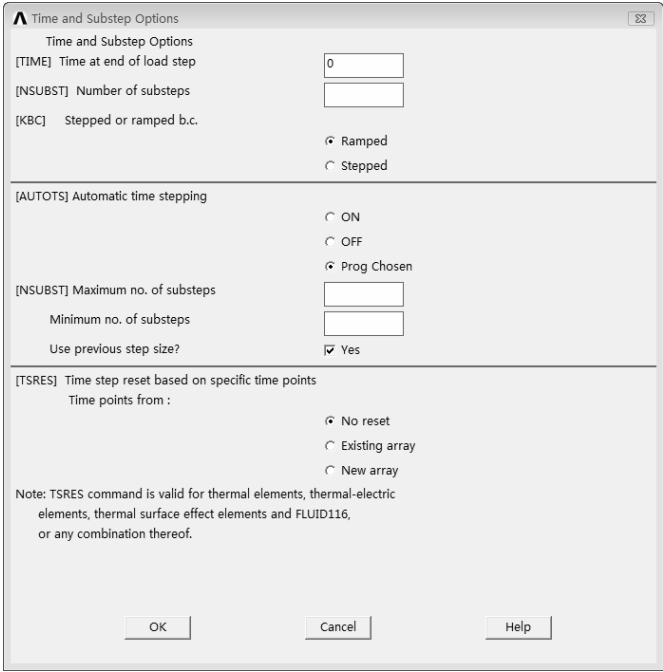 Time and Substep Options
Time and Substep Options
[TIME] Time at end of load step
0
[NSUBST] Number of substeps
[KBC] Stepped or ramped b.c.
Ramped
Stepped
[AUTOTS] Automatic time stepping
ON
OFF
Prog Chosen
[NSUBST] Maximum no. of substeps
Minimum no. of substeps
Use previous step size?
Yes
[TSRES] Time step reset based on specific time points
Time points from :
No reset
Existing array
New array
Note: TSRES command is valid for thermal elements, thermal-electric
elements, thermal surface effect elements and FLUID116,
or any combination thereof.
OK
Cancel
Help